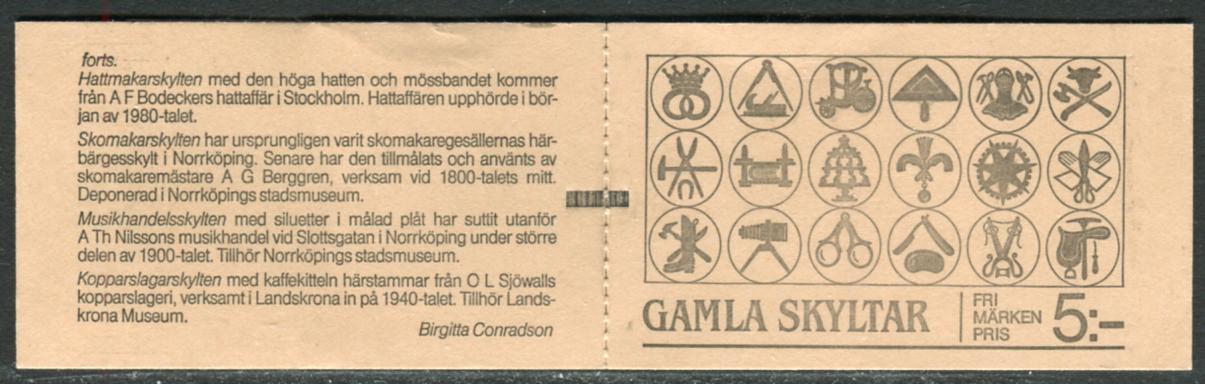 forts.
Hattmakarskylten med den höga hatten och mössbandet kommer
från A F Bodeckers hattaffär i Stockholm. Hattaffären upphörde i bör-
jan av 1980-talet.
Skomakarskylten har ursprungligen varit skomakaregesällernas här-
bärgesskylt i Norrköping. Senare har den tillmålats och använts av
skomakaremästare A G Berggren, verksam vid 1800-talets mitt.
Deponerad i Norrköpings stadsmuseum.
Musikhandelsskylten med siluetter i målad plåt har suttit utanför
A Th Nilssons musikhandel vid Slottsgatan i Norrköping under större
delen av 1900-talet. Tillhör Norrköpings stadsmuseum.
Kopparslagarskylten med kaffekitteln härstammar från O L Sjöwalls
kopparslageri, verksamt i Landskrona in på 1940-talet. Tillhör Lands-
krona Museum.
Birgitta Conradson
GAMLA SKYLTAR
FRI
MÄRKEN
PRIS
5:-